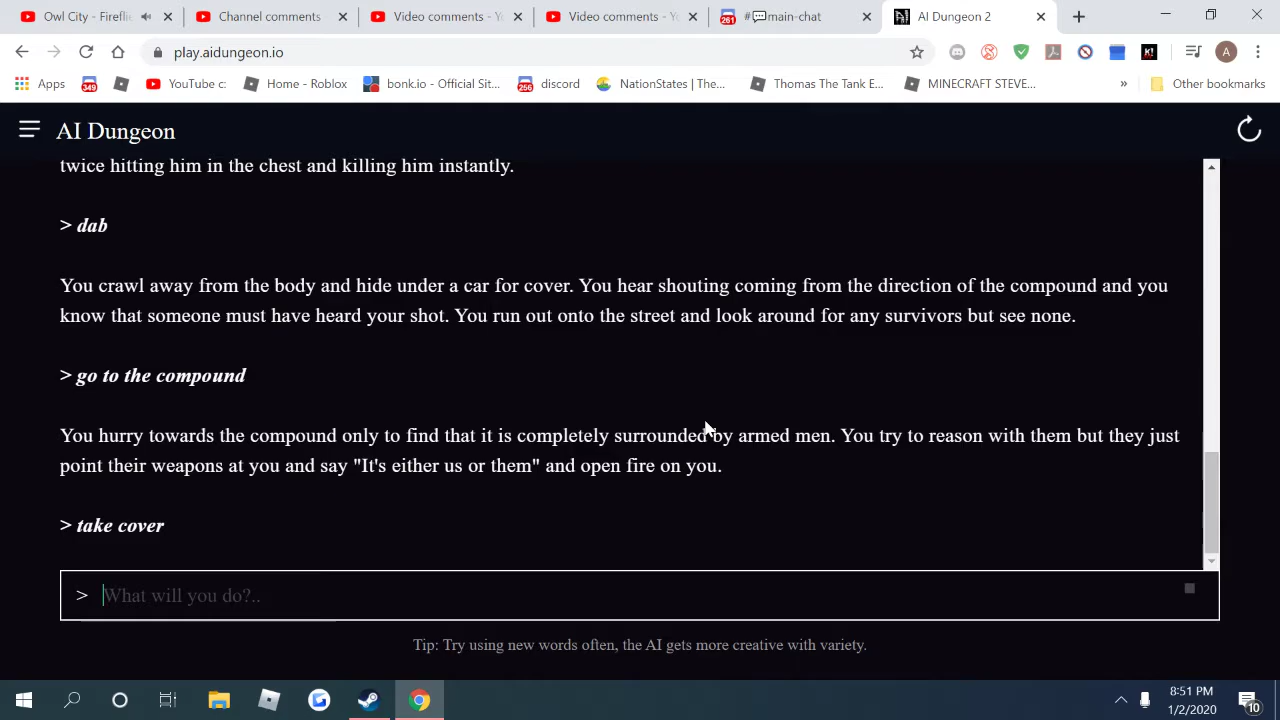 Owl City - Firefli
Channel comments -
Video comments - Y
Video comments - Y
261 #💬main-chat
AI Dungeon 2
play.aidungeon.io
A
Apps
349
YouTube c:
Home - Roblox
bonk.io - Official Sit...
256 discord
NationStates | The...
Thomas The Tank E...
MINECRAFT STEVE...
»
Other bookmarks
AI Dungeon
twice hitting him in the chest and killing him instantly.
> dab
You crawl away from the body and hide under a car for cover. You hear shouting coming from the direction of the compound and you
know that someone must have heard your shot. You run out onto the street and look around for any survivors but see none.
> go to the compound
You hurry towards the compound only to find that it is completely surrounded by armed men. You try to reason with them but they just
point their weapons at you and say "It's either us or them" and open fire on you.
> take cover
> What will you do?..
Tip: Try using new words often, the AI gets more creative with variety.
8:51 PM
1/2/2020
10